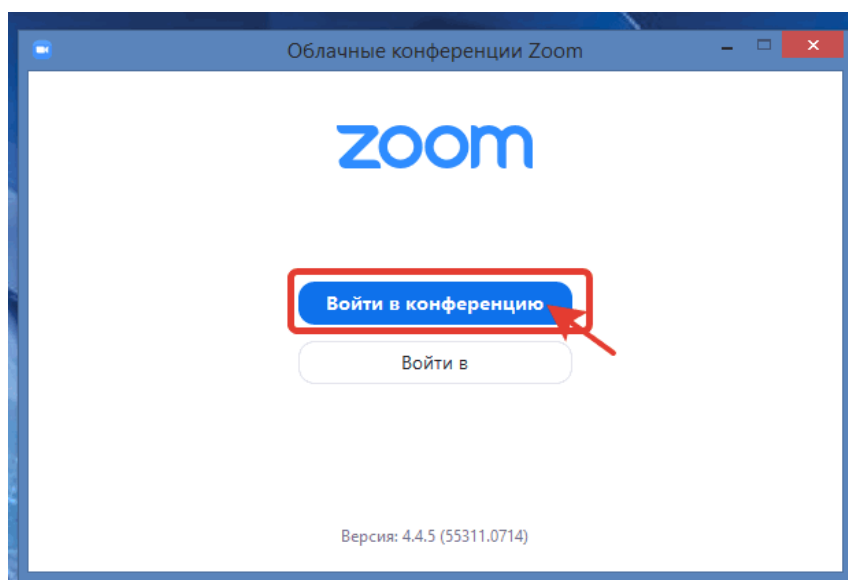 Облачные конференции Zoom
zoom
Войти в конференцию
Войти в
Версия: 4.4.5 (55311.0714)